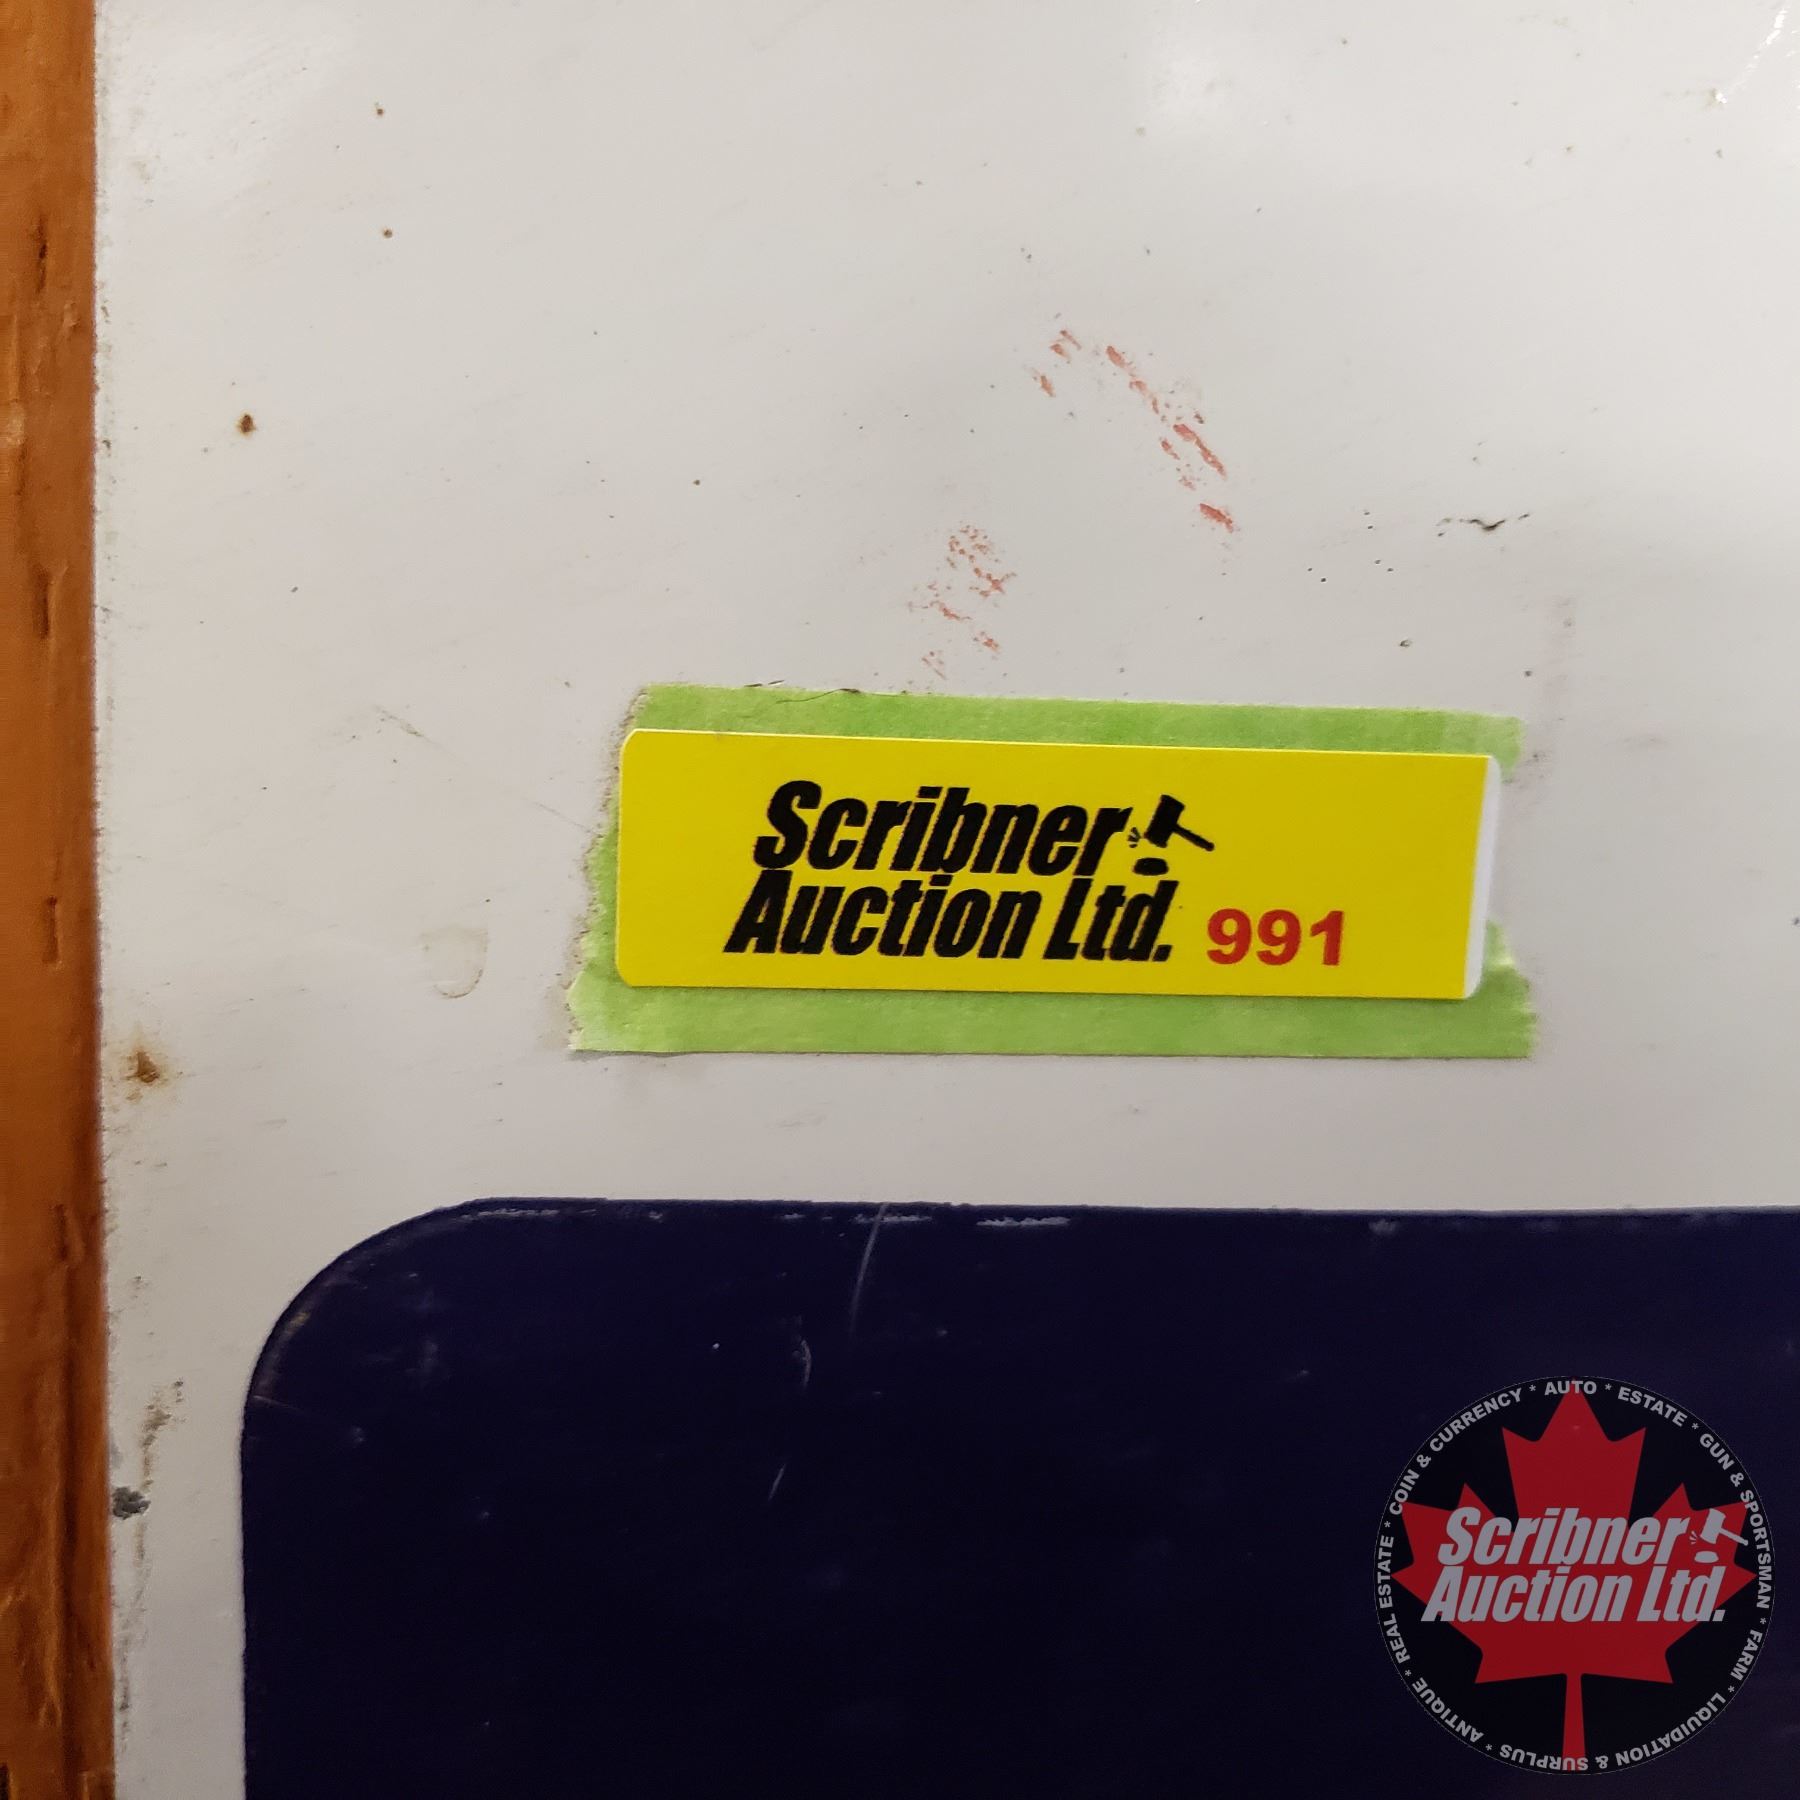 Scribner
Auction Ltd. 991
* AUTO * ESTATE * GUN & SPORTSMAN * FARM * LIQUIDATION & SURPLUS * ANTIQUE * REAL ESTATE * COIN & CURRENCY
Scribner
Auction Ltd.